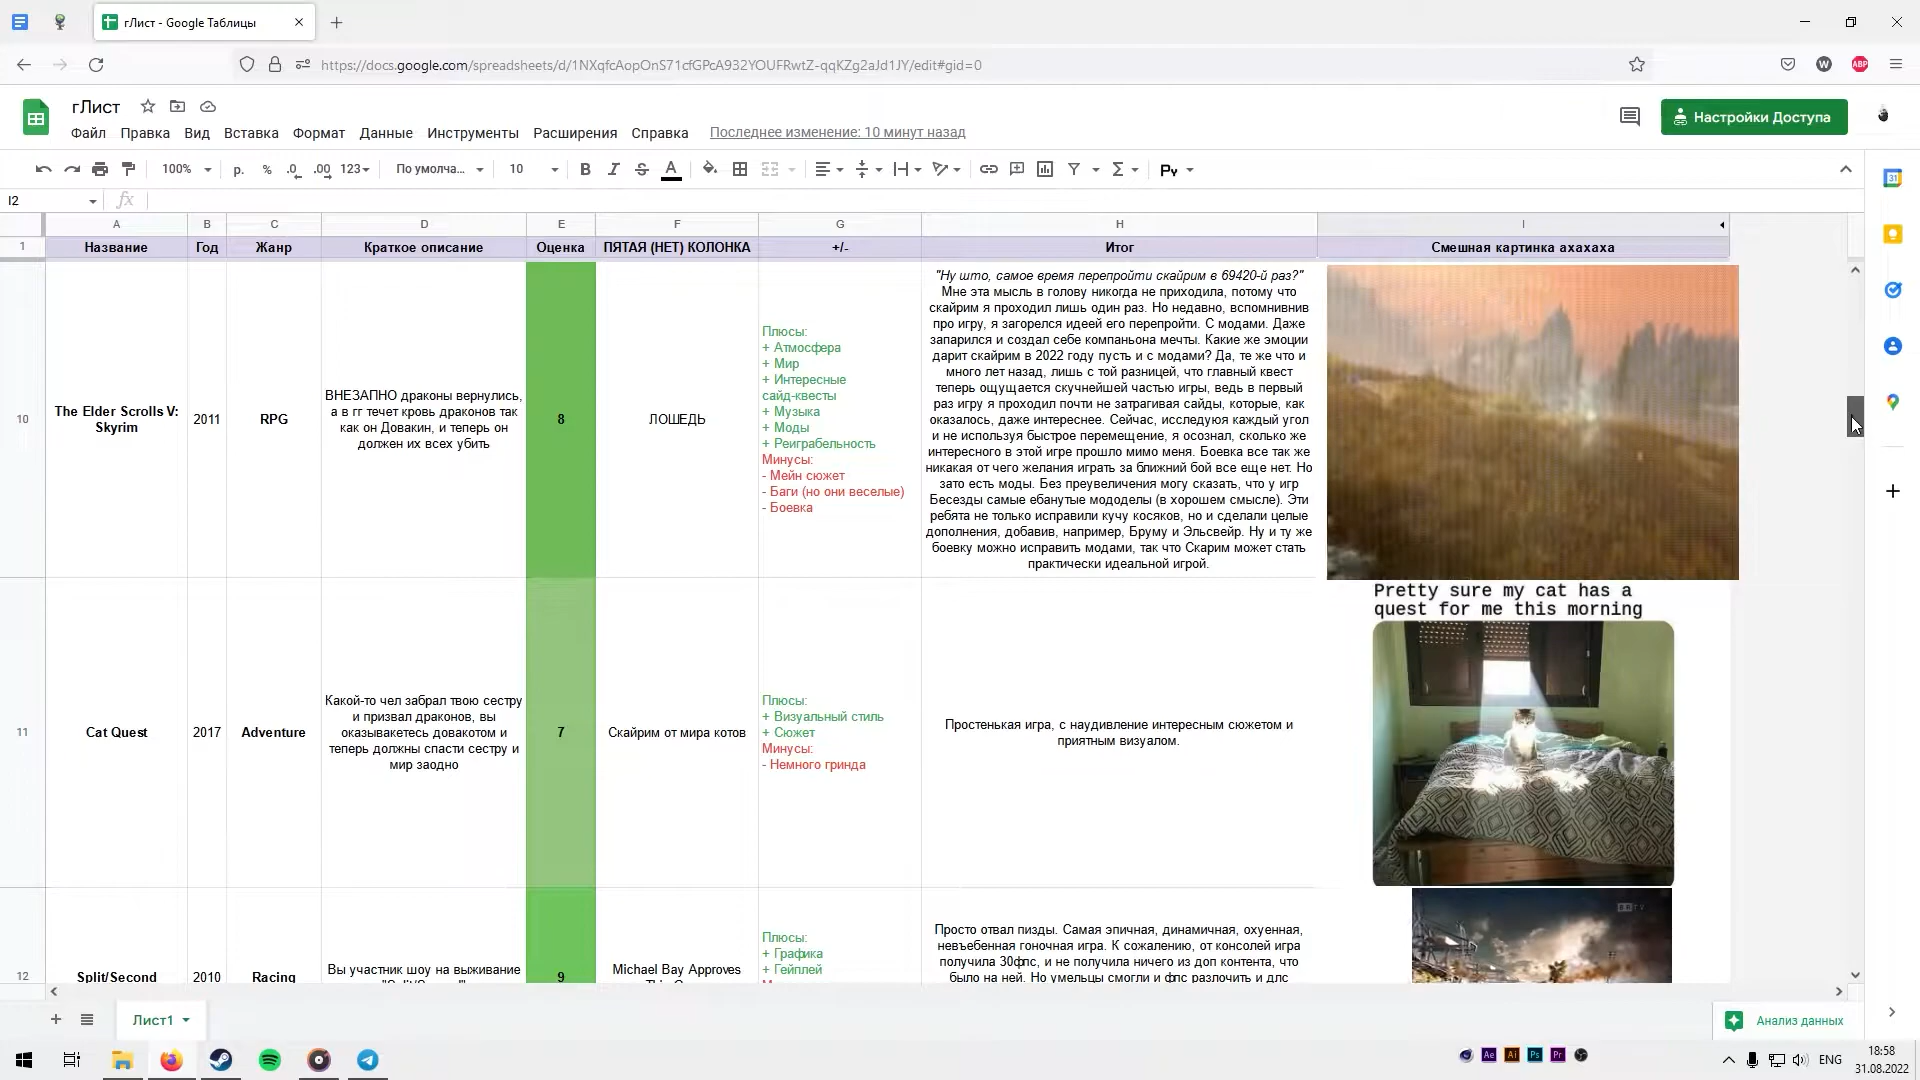 гЛист - Google Таблицы
https://docs.google.com/spreadsheets/d/1NXqfcAopOnS71cfGPcA932YOUFRwtZ-qqKZg2aJd1JY/edit#gid=0
W
ABP
гЛист
Файл Правка Вид Вставка Формат Данные Инструменты Расширения Справка Последнее изменение: 10 минут назад
Настройки Доступа
100% р. % .0 .00 123 По умолча... 10 B I S A Σ Ру
31
I2
fx
A B C D E F G H I
1 Название Год Жанр Краткое описание Оценка ПЯТАЯ (НЕТ) КОЛОНКА +/- Итог Смешная картинка ахахаха
10
The Elder Scrolls V:
Skyrim
2011
RPG
ВНЕЗАПНО драконы вернулись,
а в гг течет кровь драконов так
как он Довакин, и теперь он
должен их всех убить
8
ЛОШЕДЬ
Плюсы:
+ Атмосфера
+ Мир
+ Интересные
сайд-квесты
+ Музыка
+ Моды
+ Реиграбельность
Минусы:
- Мейн сюжет
- Баги (но они веселые)
- Боевка
"Ну што, самое время перепройти скайрим в 69420-й раз?"
Мне эта мысль в голову никогда не приходила, потому что
скайрим я проходил лишь один раз. Но недавно, вспомнивнив
про игру, я загорелся идеей его перепройти. С модами. Даже
запарился и создал себе компаньона мечты. Какие же эмоции
дарит скайрим в 2022 году пусть и с модами? Да, те же что и
много лет назад, лишь с той разницей, что главный квест
теперь ощущается скучнейшей частью игры, ведь в первый
раз игру я проходил почти не затрагивая сайды, которые, как
оказалось, даже интереснее. Сейчас, исследуюя каждый угол
и не используя быстрое перемещение, я осознал, сколько же
интересного в этой игре прошло мимо меня. Боевка все так же
никакая от чего желания играть за ближний бой все еще нет. Но
зато есть моды. Без преувеличения могу сказать, что у игр
Бесезды самые ебанутые мододелы (в хорошем смысле). Эти
ребята не только исправили кучу косяков, но и сделали целые
дополнения, добавив, например, Бруму и Эльсвейр. Ну и ту же
боевку можно исправить модами, так что Скарим может стать
практически идеальной игрой.
Pretty sure my cat has a
quest for me this morning
11
Cat Quest
2017
Adventure
Какой-то чел забрал твою сестру
и призвал драконов, вы
оказывакетесь довакотом и
теперь должны спасти сестру и
мир заодно
7
Скайрим от мира котов
Плюсы:
+ Визуальный стиль
+ Сюжет
Минусы:
- Немного гринда
Простенькая игра, с наудивление интересным сюжетом и
приятным визуалом.
12
Split/Second
2010
Racing
Вы участник шоу на выживание
9
Michael Bay Approves
Плюсы:
+ Графика
+ Гейплей
Просто отвал пизды. Самая эпичная, динамичная, охуенная,
невъебенная гоночная игра. К сожалению, от консолей игра
получила 30фпс, и не получила ничего из доп контента, что
было на ней. Но умельцы смогли и фпс разлочить и длс
Лист1
Анализ данных
Ae Ai Ps Pr
ENG
18:58
31.08.2022